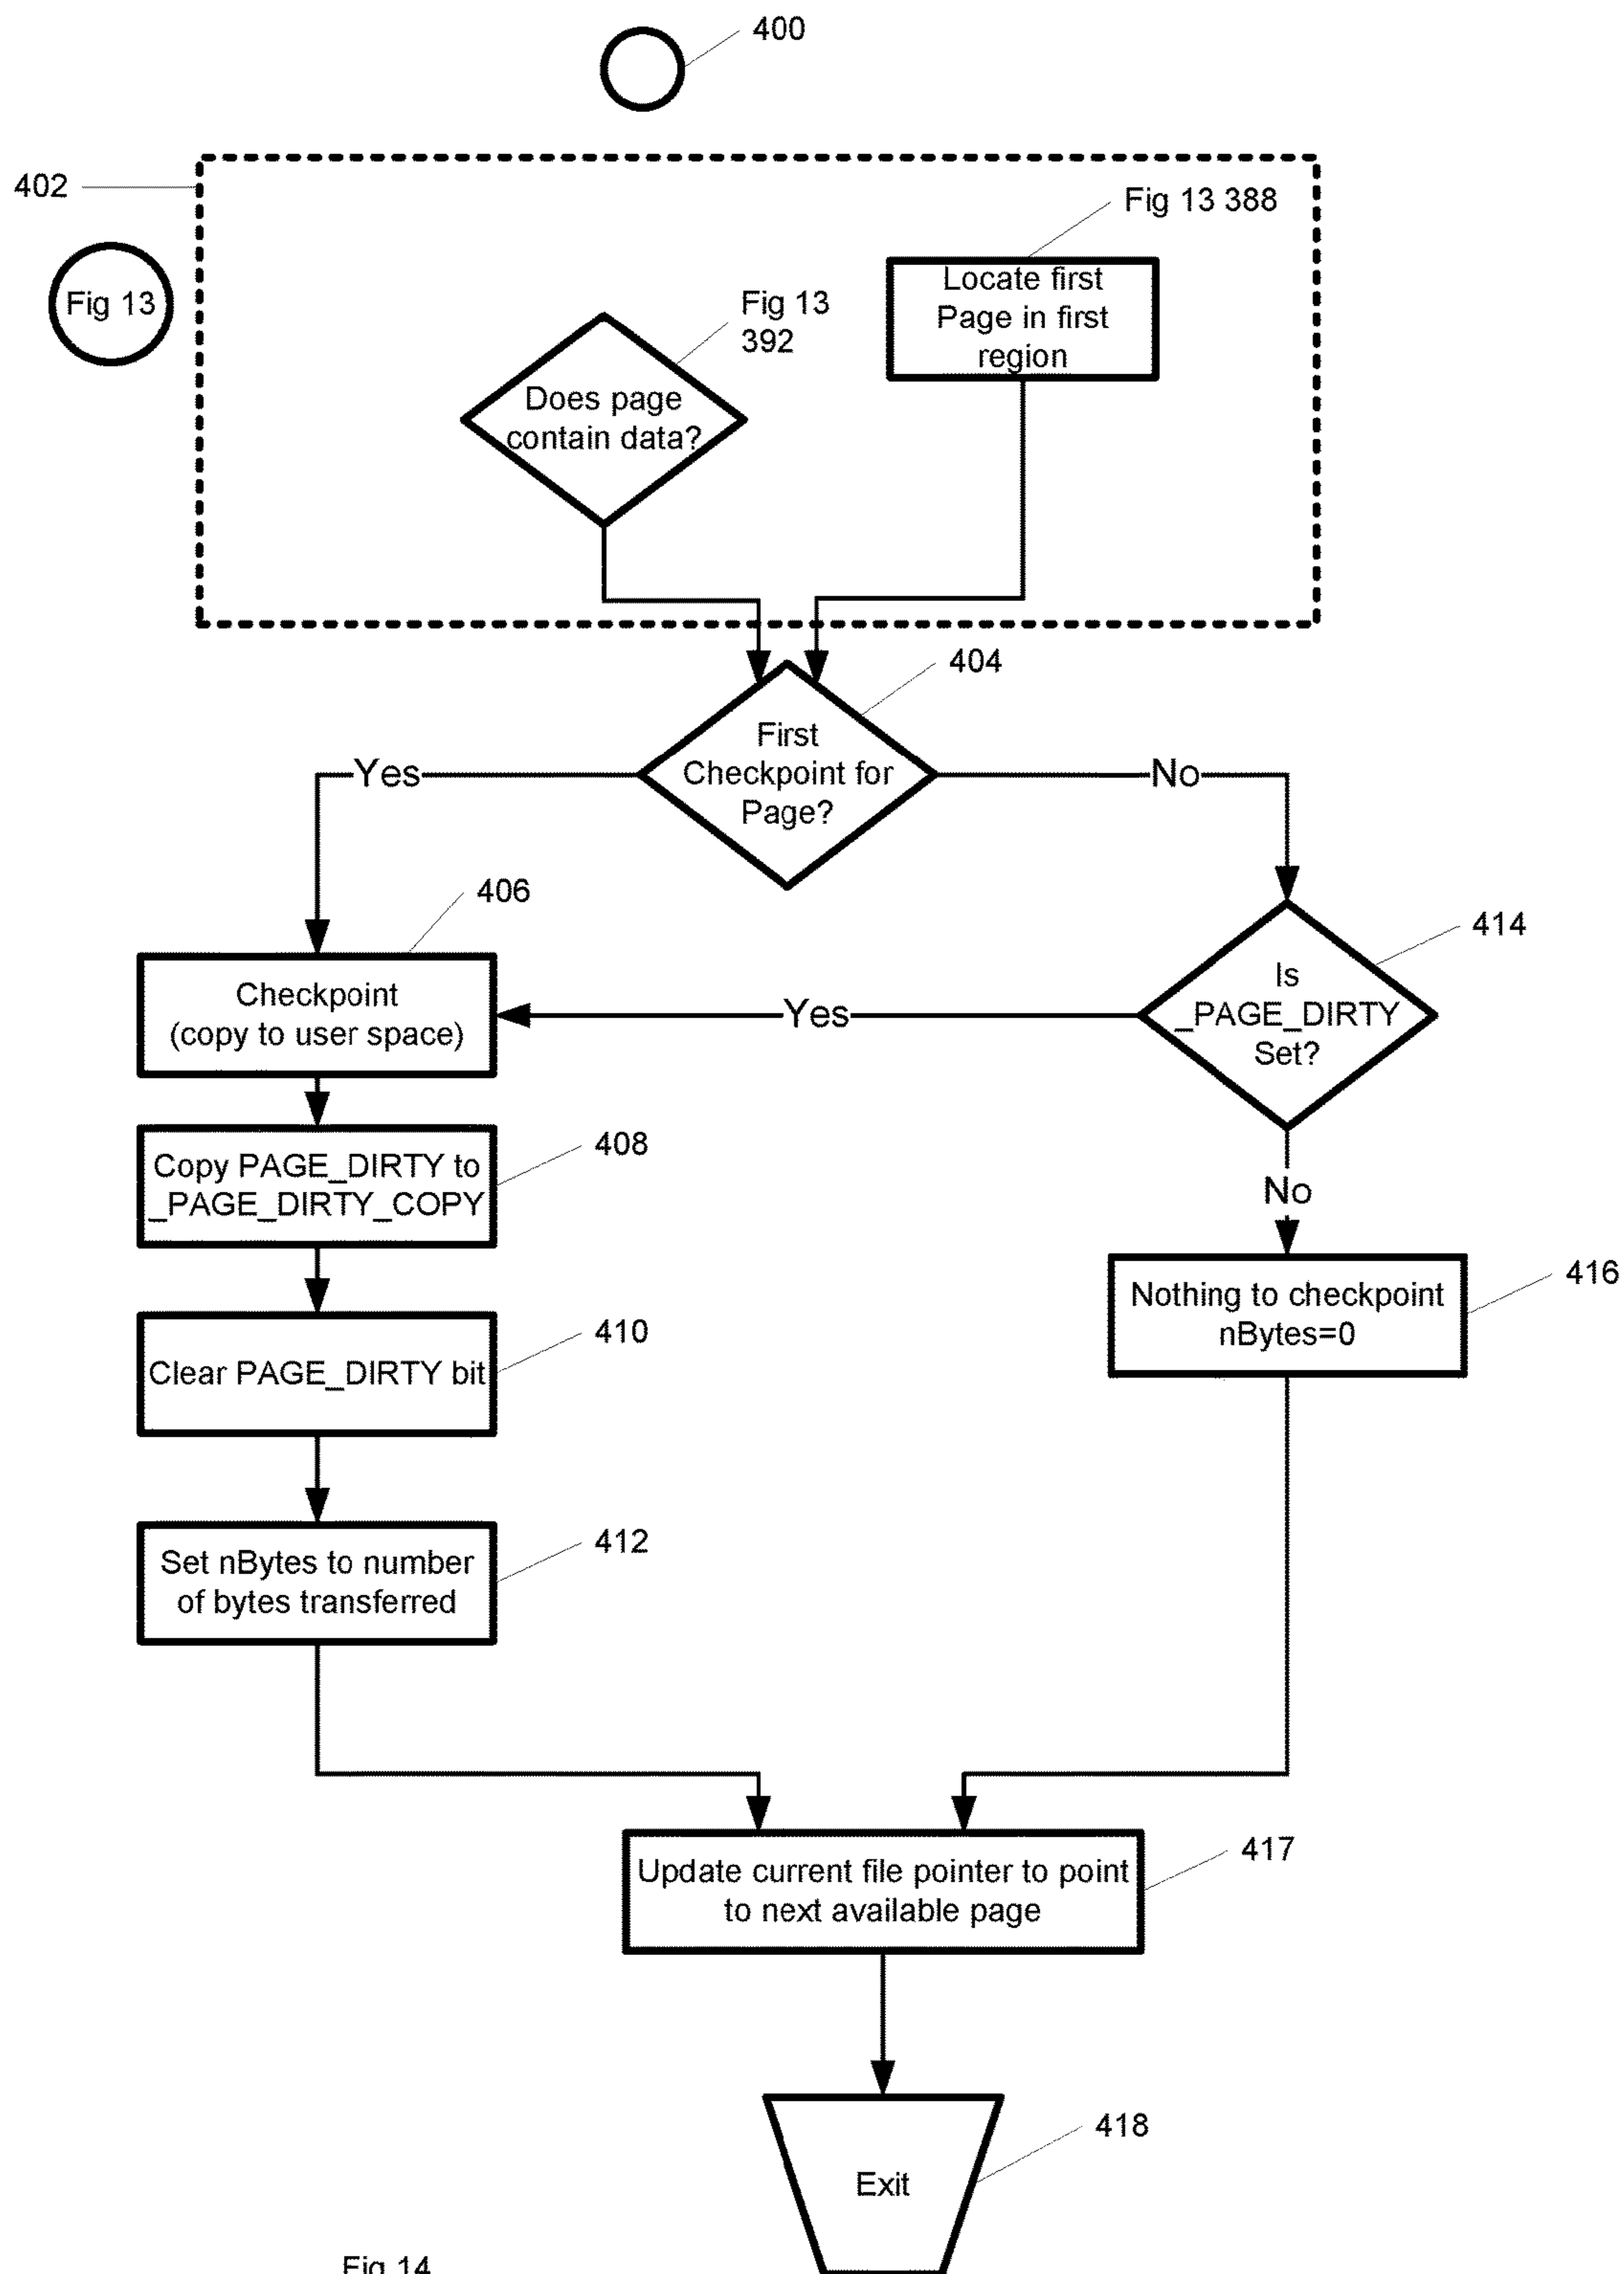 400
402
Fig 13 388
Locate first
Page in first
region
Fig 13
Fig 13
392
Does page
contain data?
404
First
Checkpoint for
Page?
Yes
No
406
414
Checkpoint
(copy to user space)
Is
_PAGE_DIRTY
Set?
Yes
408
Copy PAGE_DIRTY to
_PAGE_DIRTY_COPY
No
410
Clear PAGE_DIRTY bit
416
Nothing to checkpoint
nBytes=0
412
Set nBytes to number
of bytes transferred
417
Update current file pointer to point
to next available page
418
Exit
Fig 14